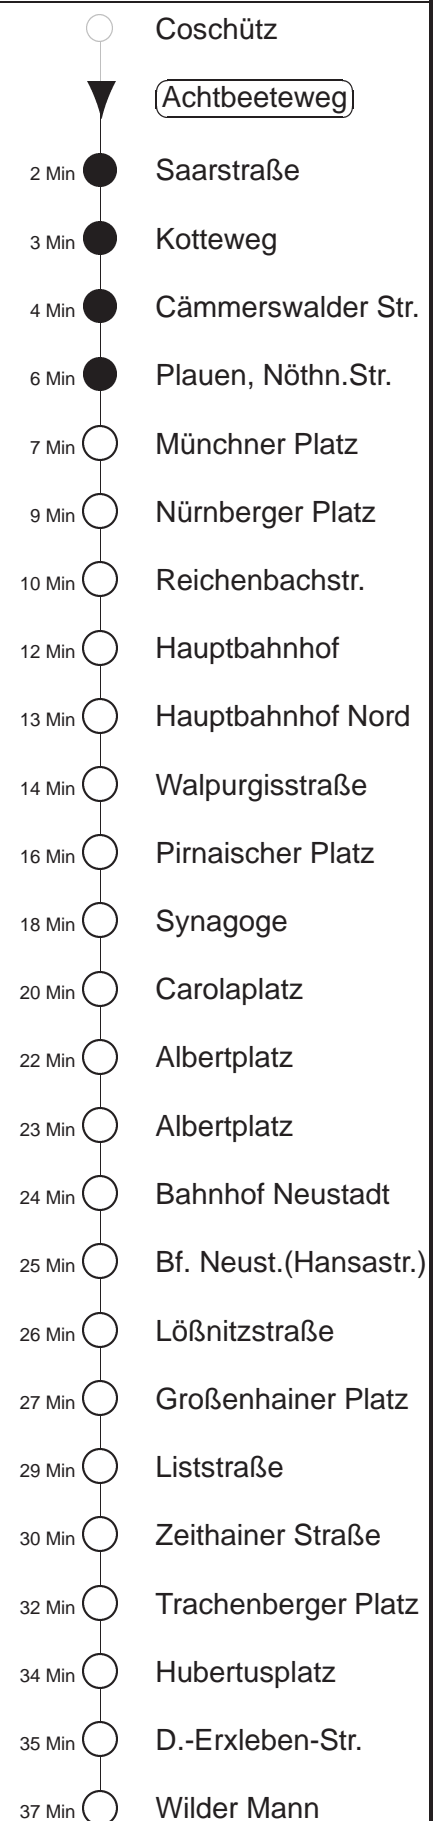 Coschütz
Achtbeeteweg
2 Min Saarstraße
3 Min Kotteweg
4 Min Cämmerswalder Str.
6 Min Plauen, Nöthn.Str.
7 Min Münchner Platz
9 Min Nürnberger Platz
10 Min Reichenbachstr.
12 Min Hauptbahnhof
13 Min Hauptbahnhof Nord
14 Min Walpurgisstraße
16 Min Pirnaischer Platz
18 Min Synagoge
20 Min Carolaplatz
22 Min Albertplatz
23 Min Albertplatz
24 Min Bahnhof Neustadt
25 Min Bf. Neust.(Hansastr.)
26 Min Lößnitzstraße
27 Min Großenhainer Platz
29 Min Liststraße
30 Min Zeithainer Straße
32 Min Trachenberger Platz
34 Min Hubertusplatz
35 Min D.-Erxleben-Str.
37 Min Wilder Mann